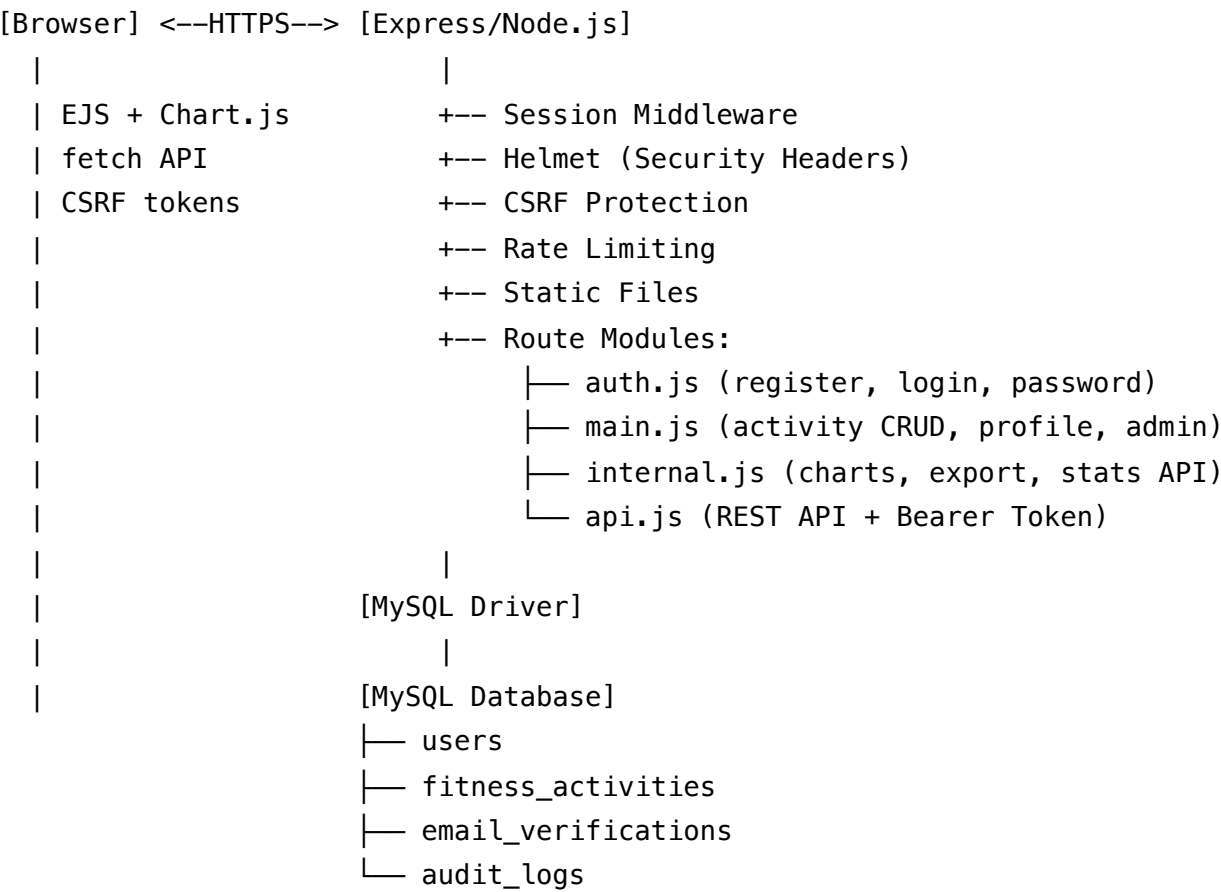 [Browser] <--HTTPS--> [Express/Node.js]
  |                        |
  | EJS + Chart.js         +-- Session Middleware
  | fetch API              +-- Helmet (Security Headers)
  | CSRF tokens            +-- CSRF Protection
  |                        +-- Rate Limiting
  |                        +-- Static Files
  |                        +-- Route Modules:
  |                             ├── auth.js (register, login, password)
  |                             ├── main.js (activity CRUD, profile, admin)
  |                             ├── internal.js (charts, export, stats API)
  |                             └── api.js (REST API + Bearer Token)
  |                        |
  |                   [MySQL Driver]
  |                        |
  |                   [MySQL Database]
                      ├── users
                      ├── fitness_activities
                      ├── email_verifications
                      └── audit_logs